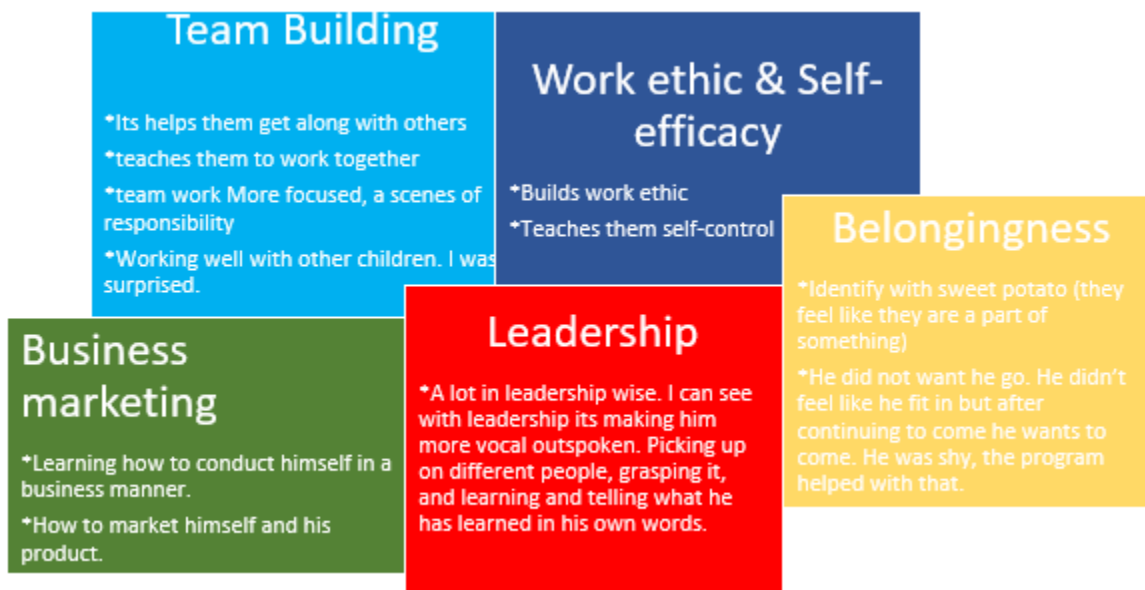 Team Building
*Its helps them get along with others
*teaches them to work together
*team work More focused, a scenes of
responsibility
*Working well with other children. I was
surprised.
Work ethic & Self-
efficacy
*Builds work ethic
*Teaches them self-control
Belongingness
*Identify with sweet potato (they
feel like they are a part of
something)
*He did not want he go. He didn't
feel like he fit in but after
continuing to come he wants to
come. He was shy, the program
helped with that.
Business
marketing
*Learning how to conduct himself in a
business manner.
*How to market himself and his
product.
Leadership
*A lot in leadership wise. I can see
with leadership its making him
more vocal outspoken. Picking up
on different people, grasping it,
and learning and telling what he
has learned in his own words.